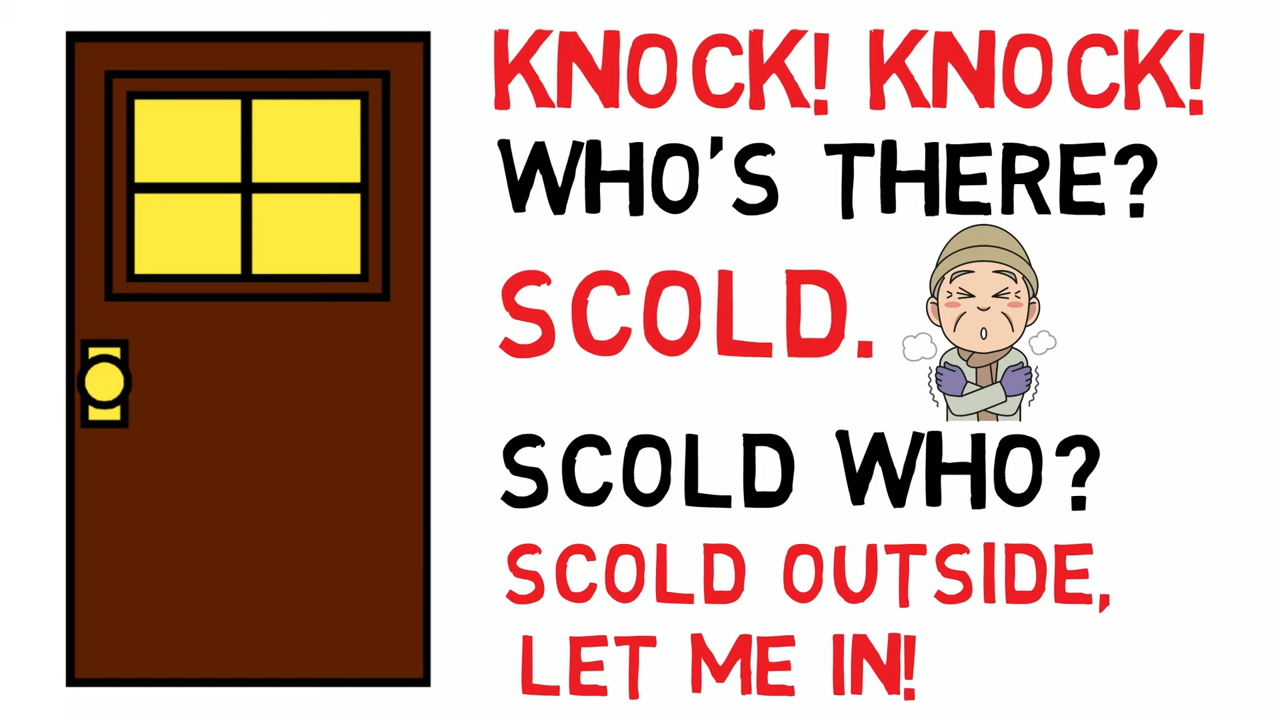 KNOCK! KNOCK!
WHO'S THERE?
SCOLD.
SCOLD WHO?
SCOLD OUTSIDE,
LET ME IN!